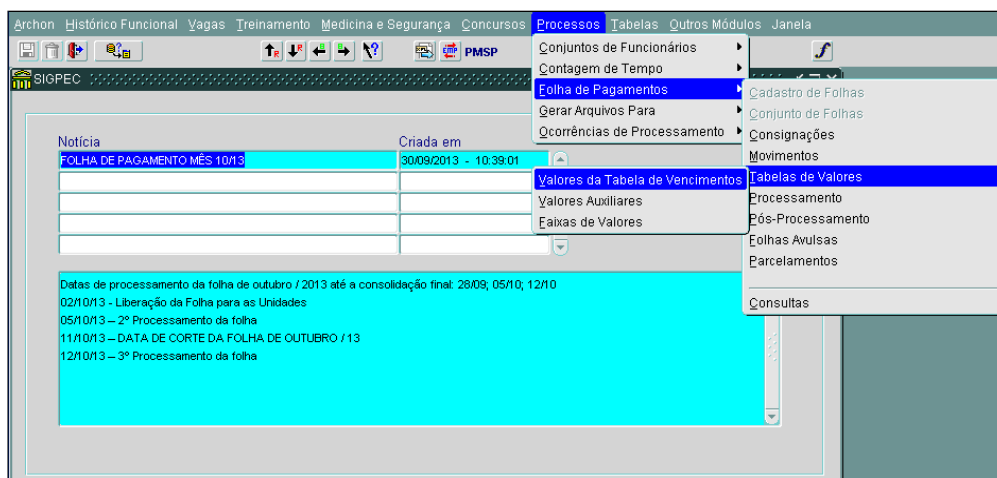 Archon Histórico Funcional Vagas Treinamento Medicina e Segurança Concursos Processos Tabelas Outros Módulos Janela
PMSP
SIGPEC
Conjuntos de Funcionários
Contagem de Tempo
Folha de Pagamentos
Gerar Arquivos Para
Ocorrências de Processamento
Cadastro de Folhas
Conjunto de Folhas
Consignações
Movimentos
Tabelas de Valores
Processamento
Pós-Processamento
Folhas Avulsas
Parcelamentos
Consultas
Valores da Tabela de Vencimentos
Valores Auxiliares
Faixas de Valores
Notícia Criada em
FOLHA DE PAGAMENTO MÊS 10/13 30/09/2013 - 10:39:01
Datas de processamento da folha de outubro / 2013 até a consolidação final: 28/09; 05/10; 12/10
02/10/13 - Liberação da Folha para as Unidades
05/10/13 – 2º Processamento da folha
11/10/13 – DATA DE CORTE DA FOLHA DE OUTUBRO / 13
12/10/13 – 3º Processamento da folha